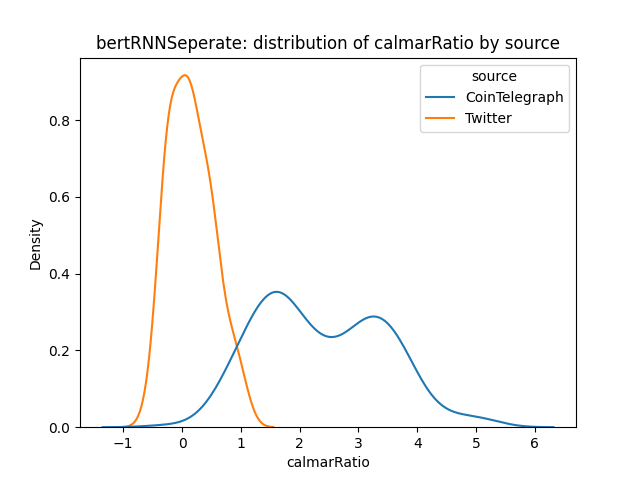 bertRNNSeperate: distribution of calmarRatio by source
source
CoinTelegraph
Twitter
Density
0.8
0.6
0.4
0.2
0.0
−1 0 1 2 3 4 5 6
calmarRatio